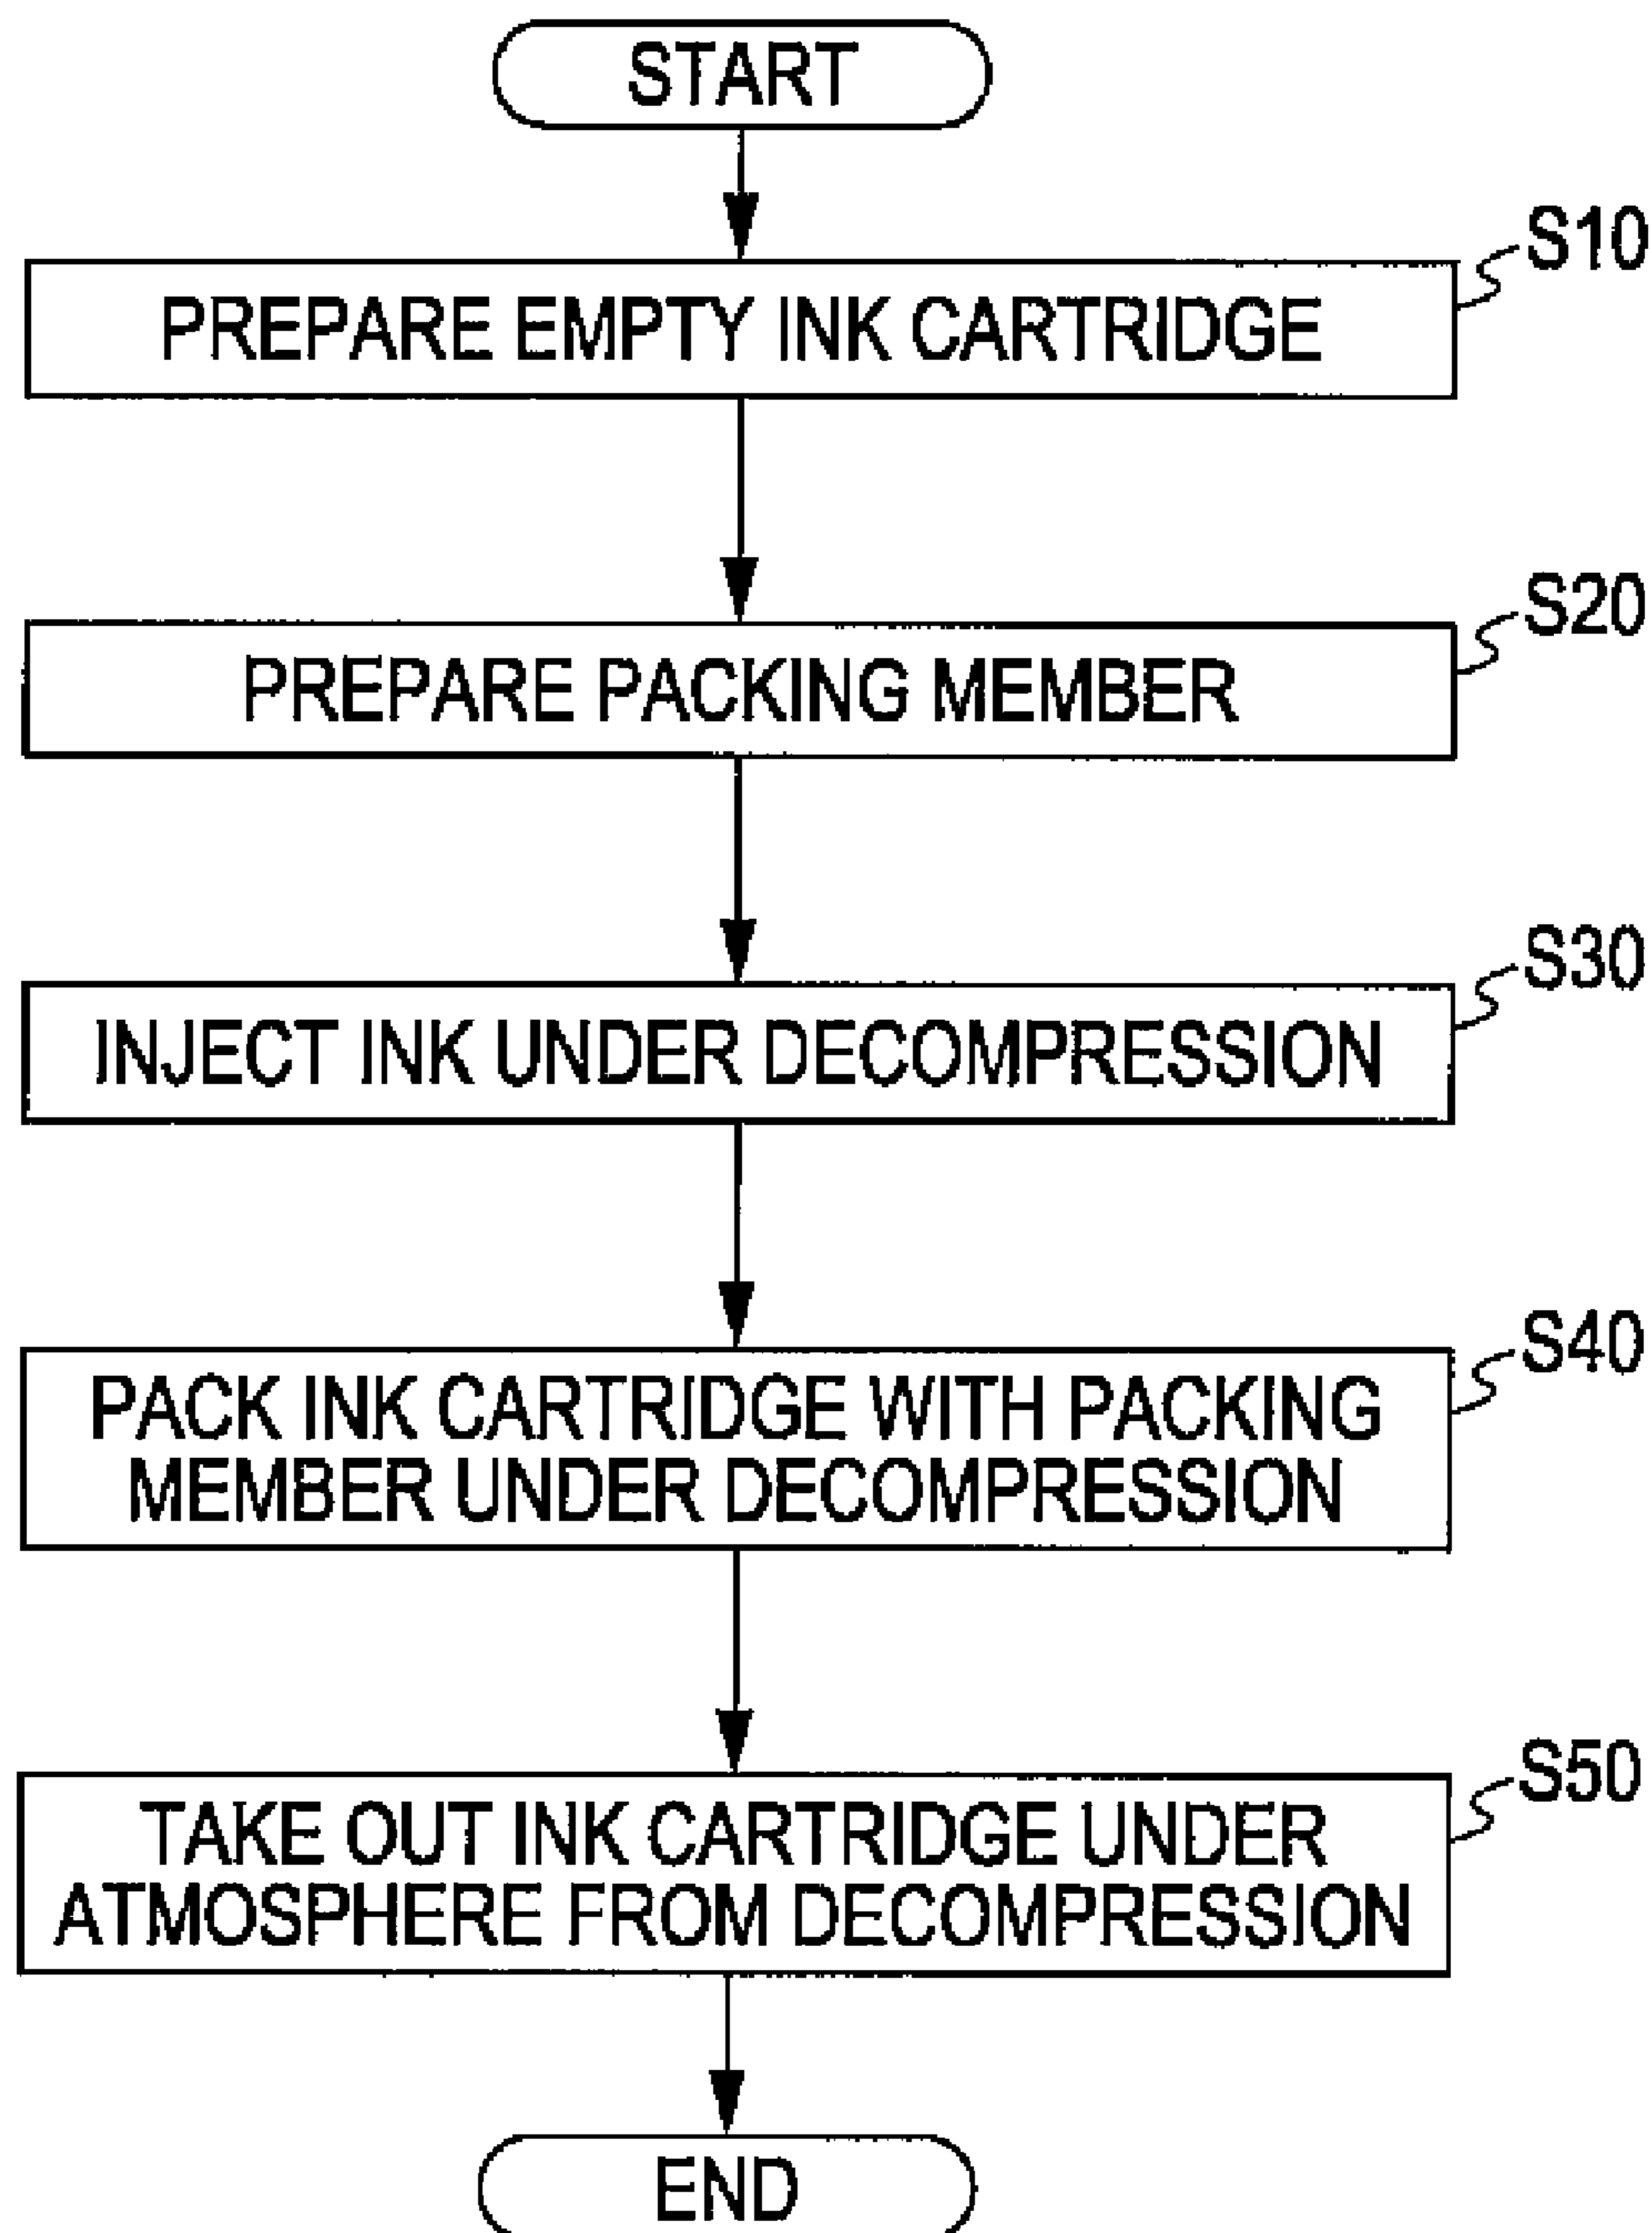 START
S10
PREPARE EMPTY INK CARTRIDGE
S20
PREPARE PACKING MEMBER
S30
INJECT INK UNDER DECOMPRESSION
S40
PACK INK CARTRIDGE WITH PACKING
MEMBER UNDER DECOMPRESSION
S50
TAKE OUT INK CARTRIDGE UNDER
ATMOSPHERE FROM DECOMPRESSION
END